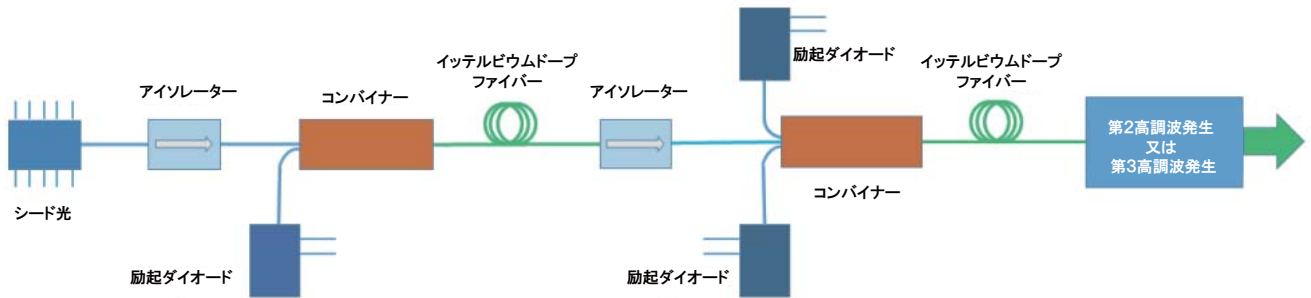 シード光
アイソレーター
励起ダイオード
コンバイナー
イッテルビウムドープ
ファイバー
アイソレーター
励起ダイオード
励起ダイオード
コンバイナー
イッテルビウムドープ
ファイバー
第2高調波発生
又は
第3高調波発生